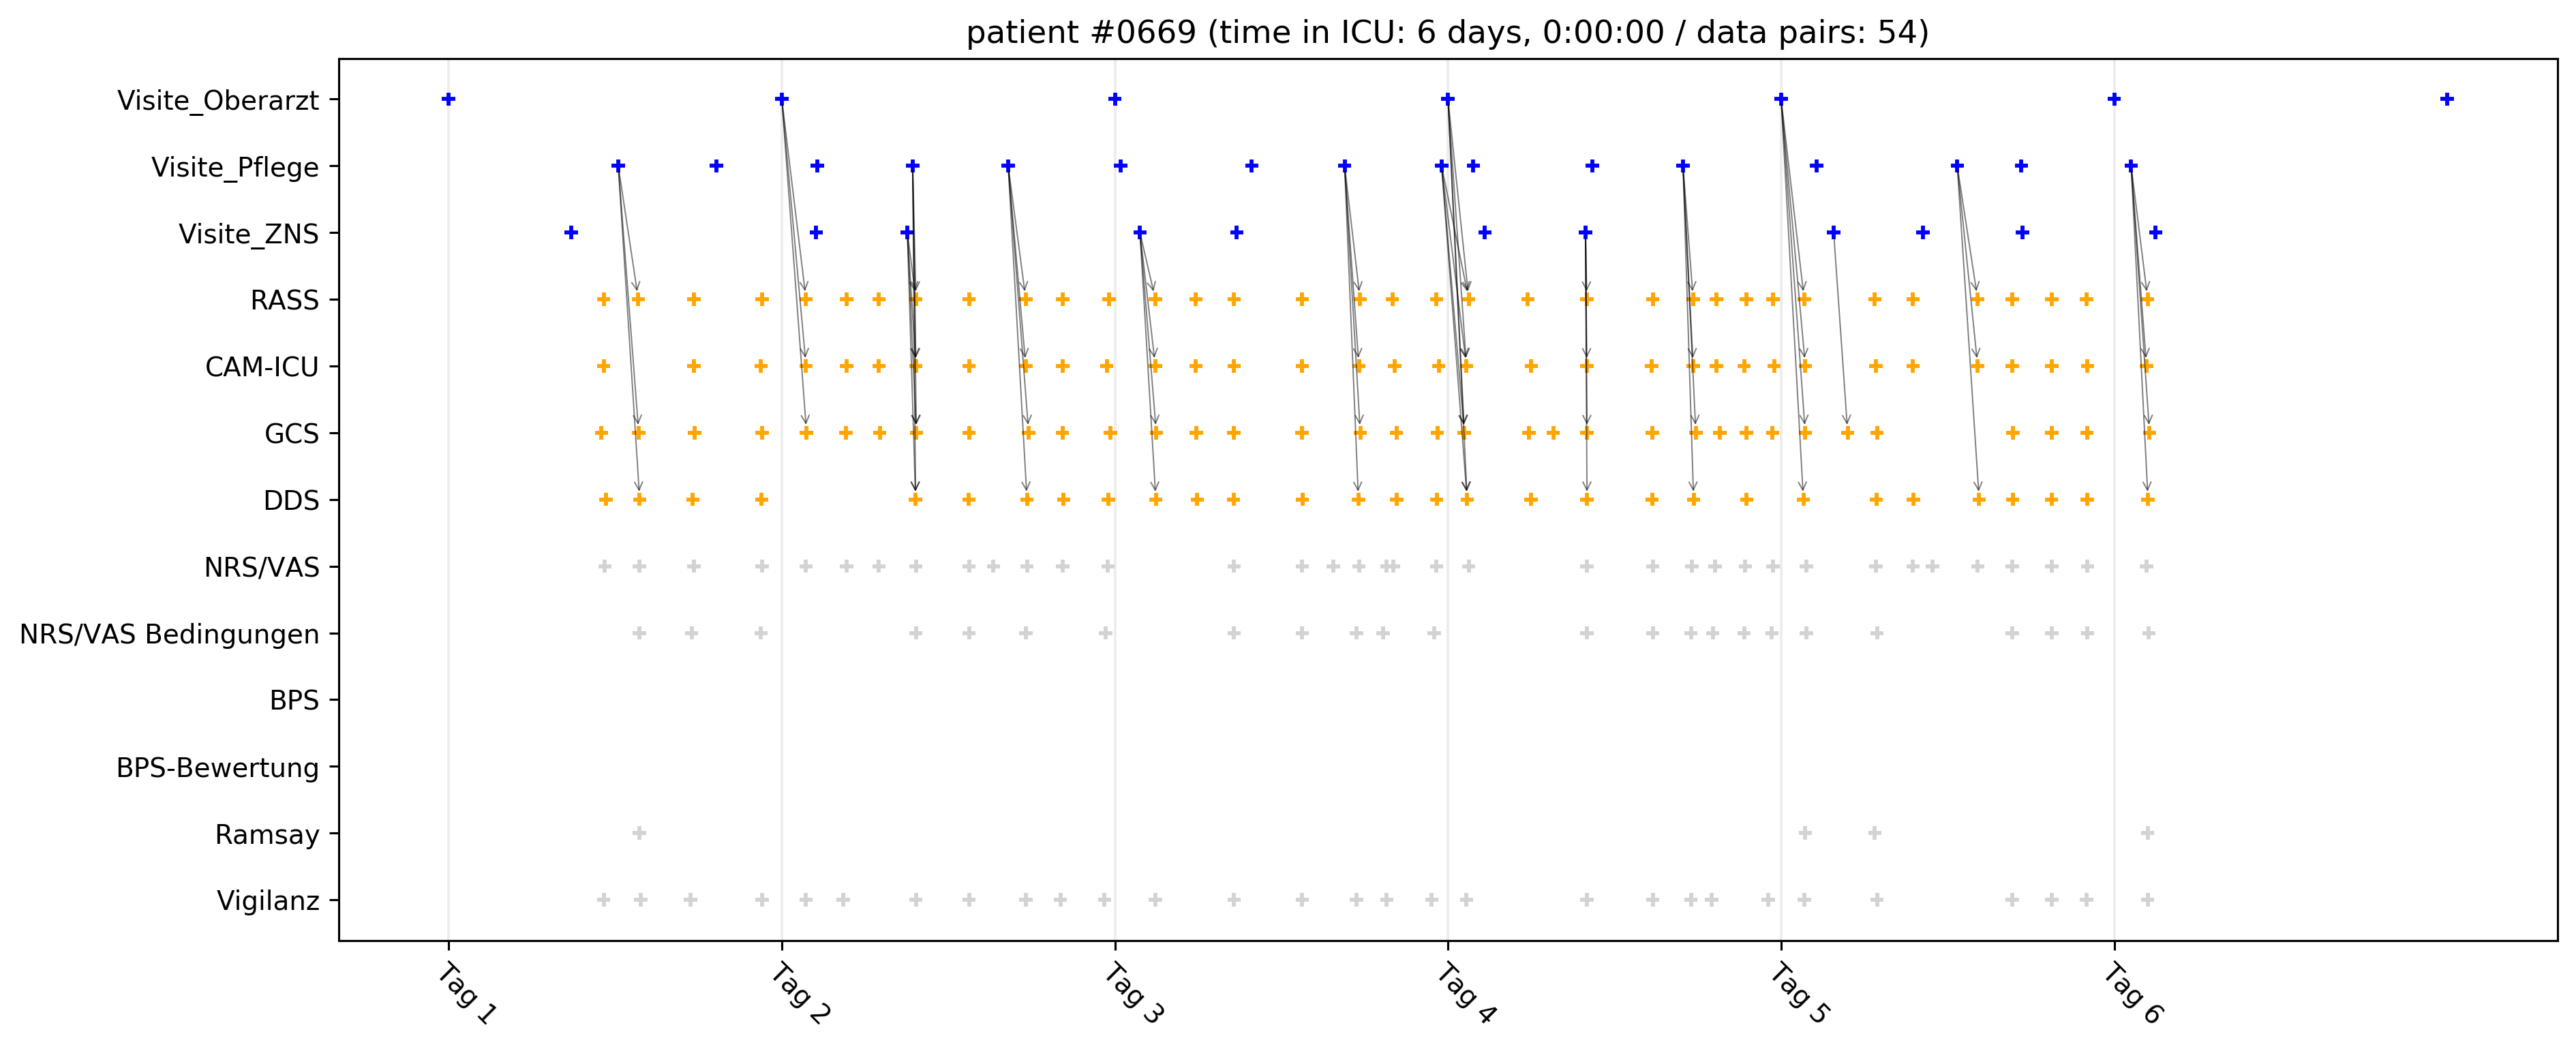 patient #0669 (time in ICU: 6 days, 0:00:00 / data pairs: 54)
Visite_Oberarzt
Visite_Pflege
Visite_ZNS
RASS
CAM-ICU
GCS
DDS
NRS/VAS
NRS/VAS Bedingungen
BPS
BPS-Bewertung
Ramsay
Vigilanz
Tag 1
Tag 2
Tag 3
Tag 4
Tag 5
Tag 6